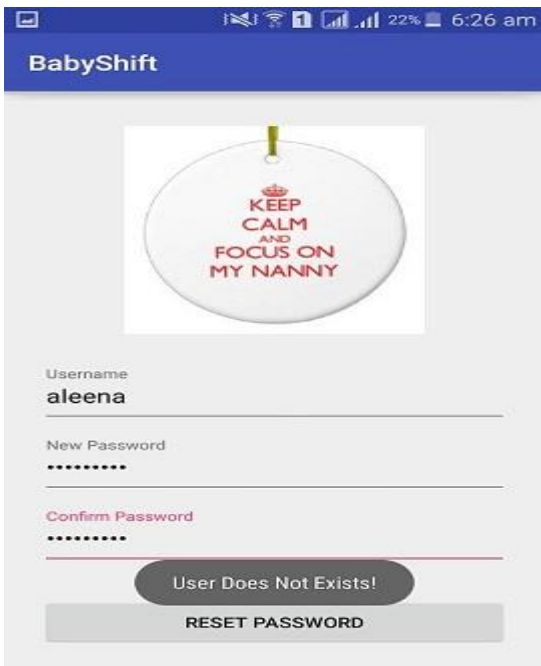 1 22% 6:26 am
BabyShift
KEEP
CALM
AND
FOCUS ON
MY NANNY
Username
aleena
New Password
•••••••••
Confirm Password
•••••••••
User Does Not Exists!
RESET PASSWORD